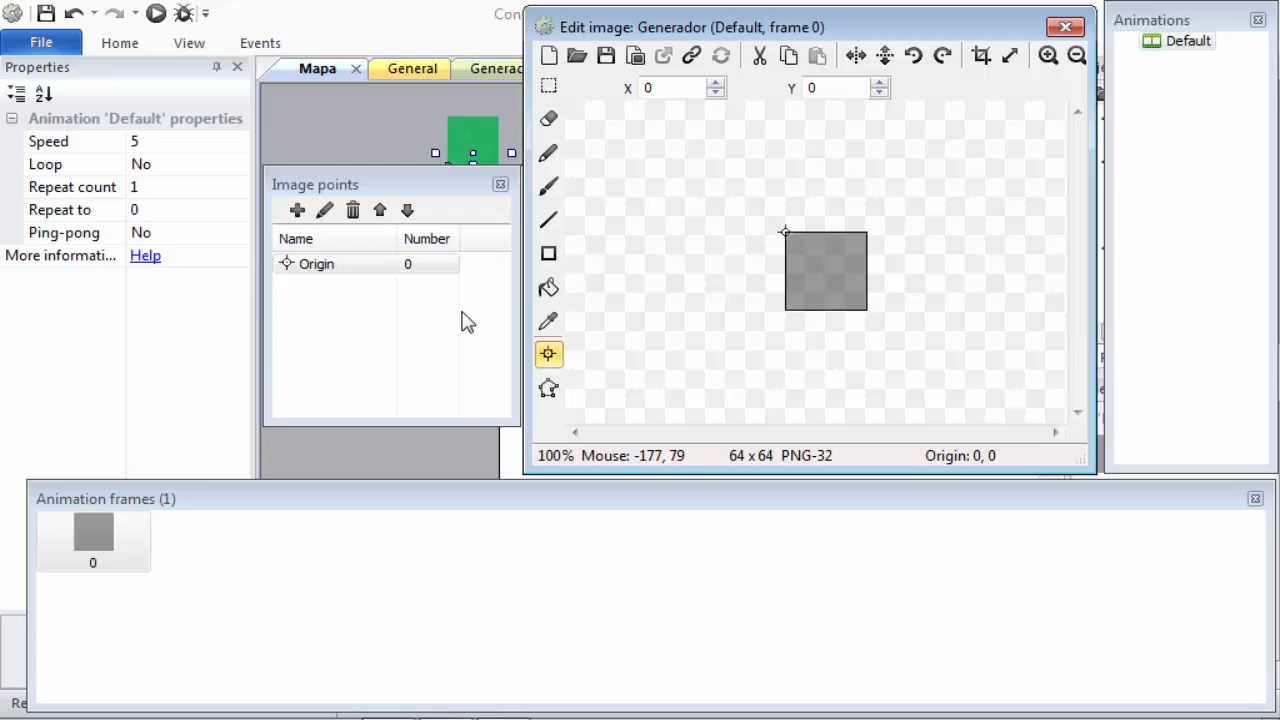 Con
Edit image: Generador (Default, frame 0)
Animations
File
Home
View
Events
Default
Properties
Mapa
General
Generac
X 0
Y 0
Animation 'Default' properties
Speed 5
Loop No
Repeat count 1
Repeat to 0
Ping-pong No
More informati... Help
Image points
Name Number
Origin 0
100% Mouse: -177, 79 64 x 64 PNG-32 Origin: 0, 0
Animation frames (1)
0
Re